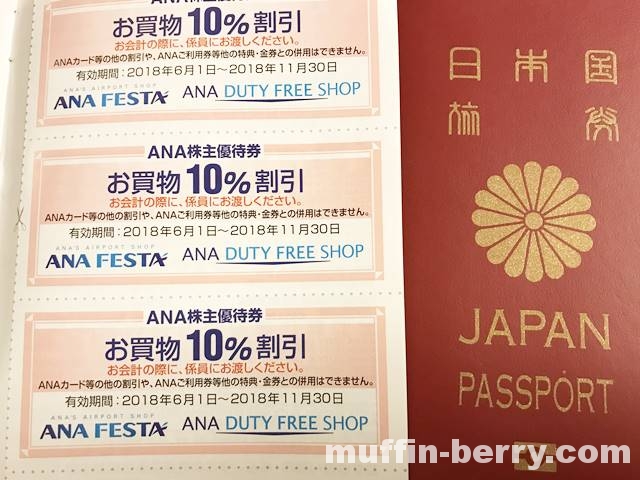 ANA株主優待券
お買物10%割引
お会計の際に、係員にお渡しください。
ANAカード等の他の割引や、ANAご利用券等他の特典・金券との併用はできません。
有効期間：2018年6月1日〜2018年11月30日
ANA'S AIRPORT SHOP
ANA FESTA
ANA DUTY FREE SHOP
ANA株主優待券
お買物10%割引
お会計の際に、係員にお渡しください。
ANAカード等の他の割引や、ANAご利用券等他の特典・金券との併用はできません。
有効期間：2018年6月1日〜2018年11月30日
ANA'S AIRPORT SHOP
ANA FESTA
ANA DUTY FREE SHOP
ANA株主優待券
お買物10%割引
お会計の際に、係員にお渡しください。
ANAカード等の他の割引や、ANAご利用券等他の特典・金券との併用はできません。
有効期間：2018年6月1日〜2018年11月30日
ANA'S AIRPORT SHOP
ANA FESTA
ANA DUTY FREE SHOP
日本国
旅券
JAPAN
PASSPORT
muffin-berry.com